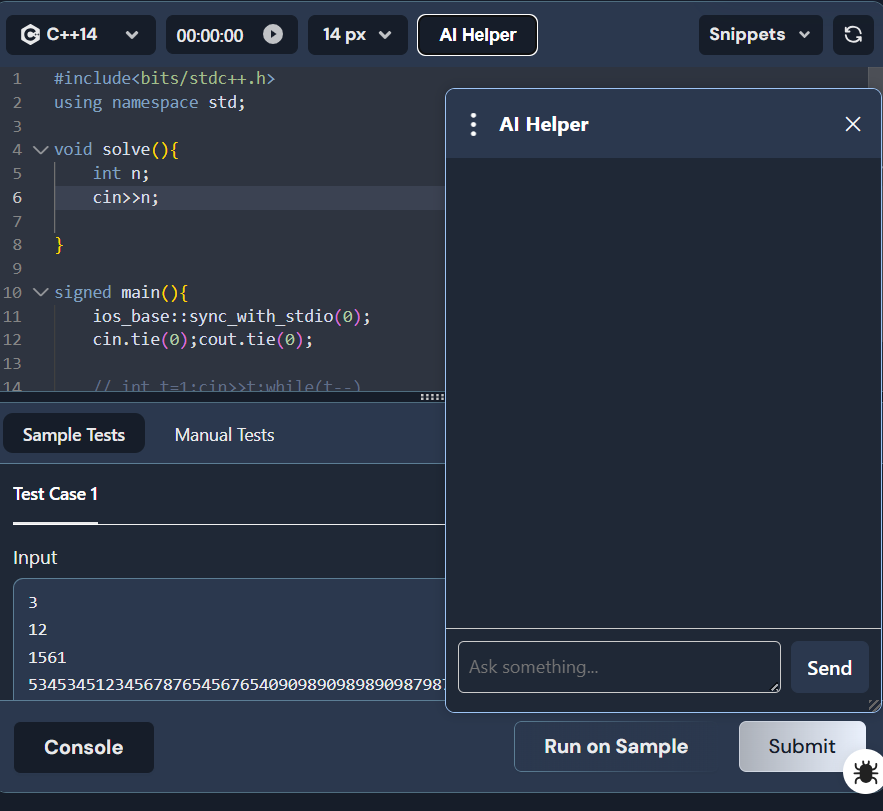 C++14 00:00:00 14 px AI Helper Snippets
1 #include<bits/stdc++.h>
2 using namespace std;
3
4 void solve(){
5 int n;
6 cin>>n;
7
8 }
9
10 signed main(){
11 ios_base::sync_with_stdio(0);
12 cin.tie(0);cout.tie(0);
13
14 // int t=1;cin>>t;while(t--)
AI Helper
Sample Tests Manual Tests
Test Case 1
Input
3
12
1561
Ask something...
Send
Console Run on Sample Submit